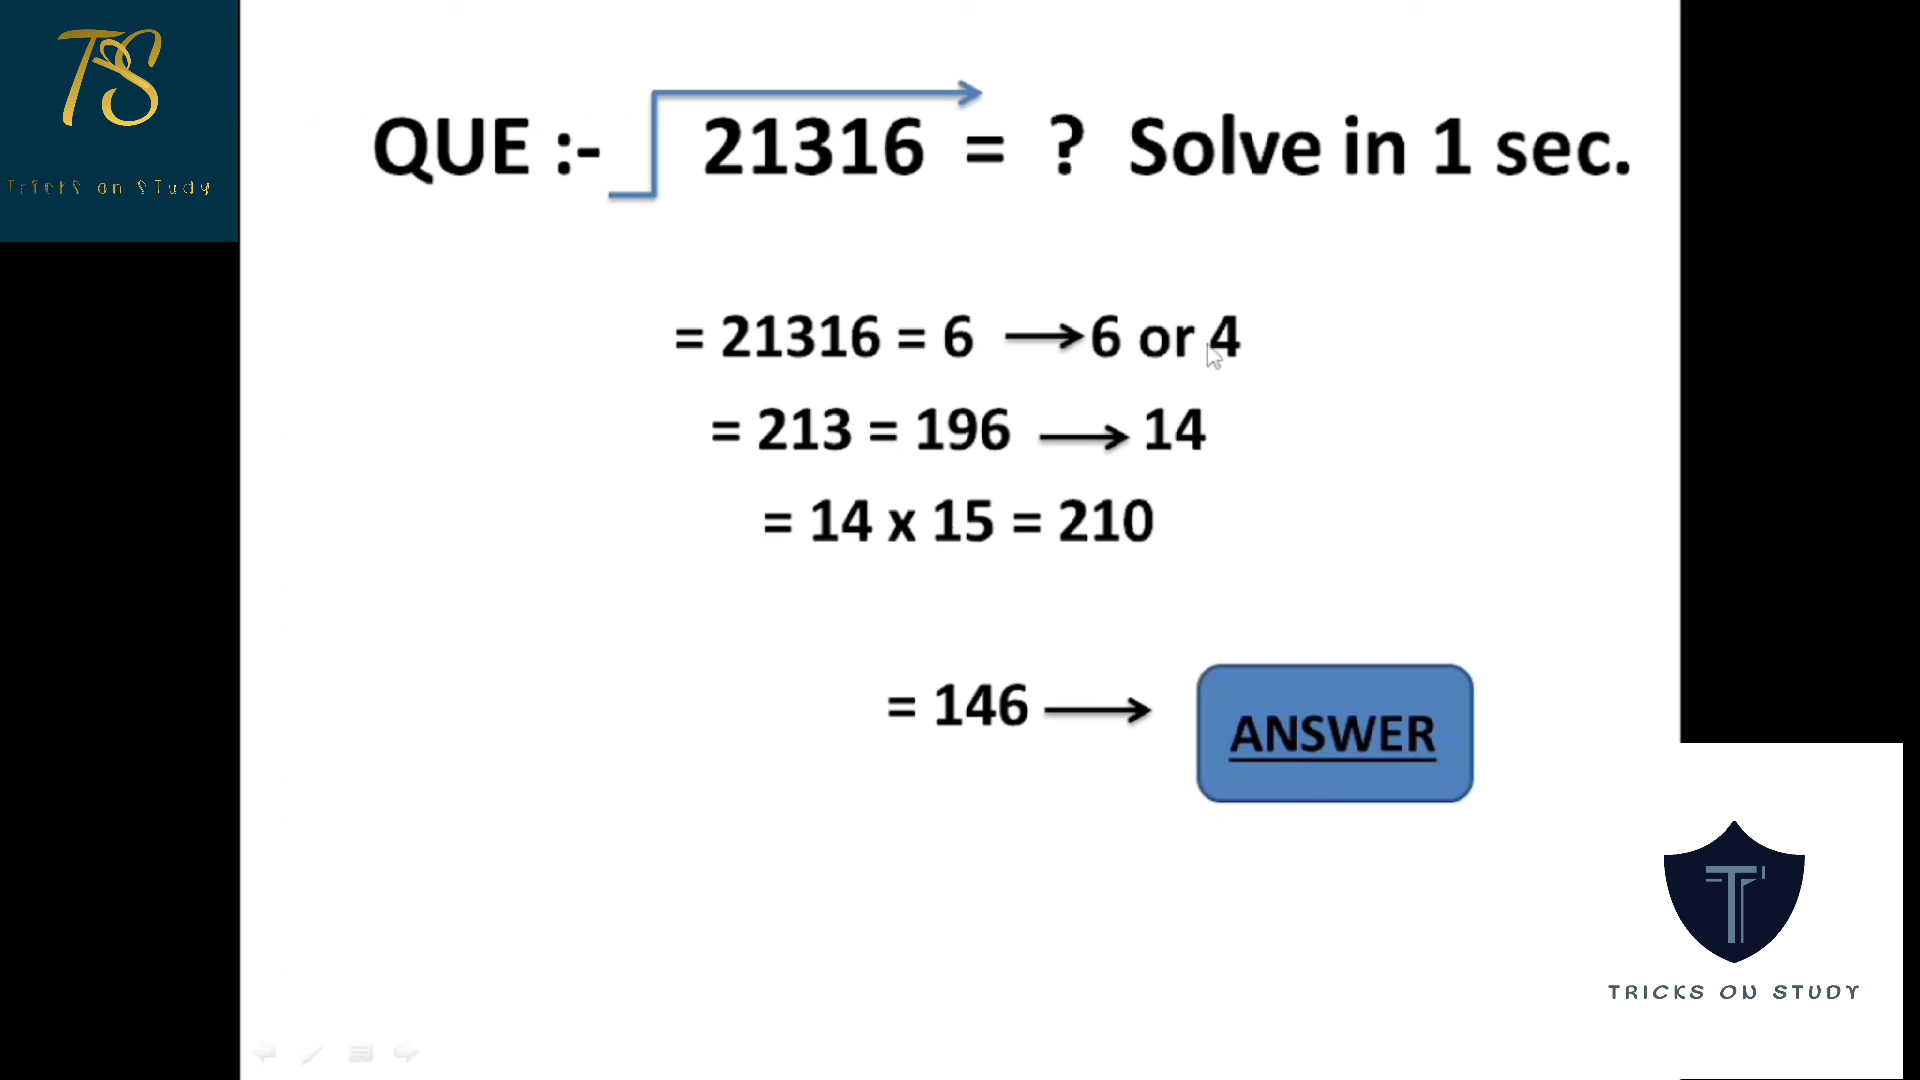 TS
Tricks on STudy
QUE :- 21316 = ? Solve in 1 sec.
= 21316 = 6 → 6 or 4
= 213 = 196 → 14
= 14 x 15 = 210
= 146 → ANSWER
T
TRICKS ON STUDY